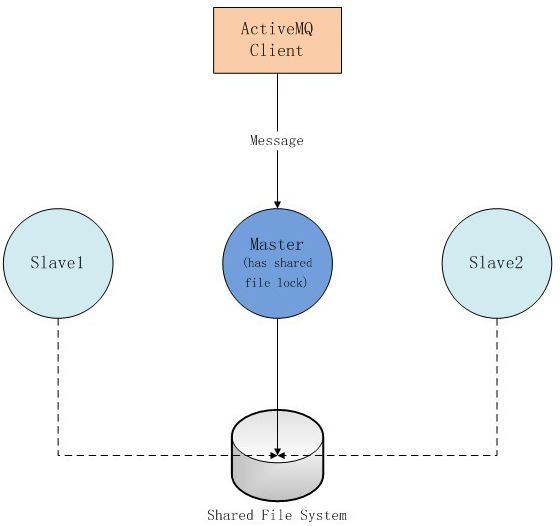 ActiveMQ
Client
Message
Slave1
Master
(has shared
file lock)
Slave2
Shared File System